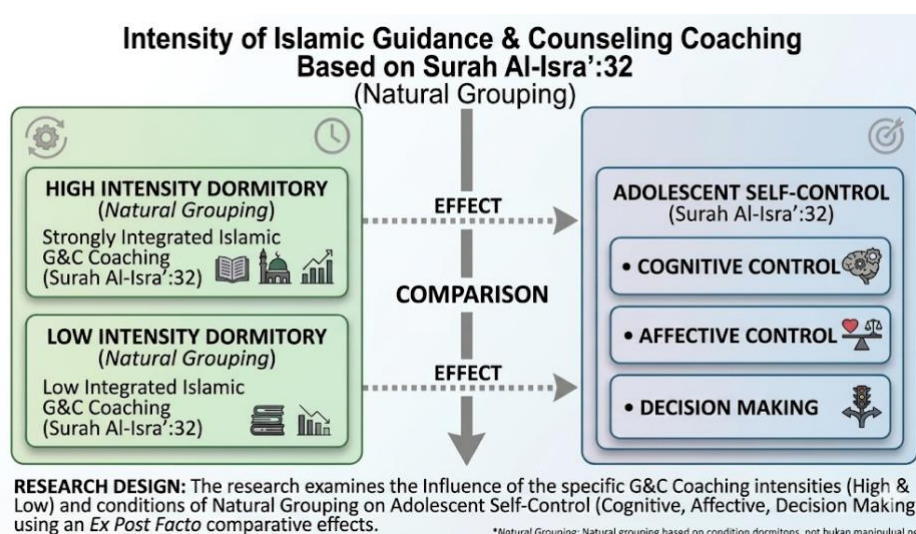 Intensity of Islamic Guidance & Counseling Coaching
Based on Surah Al-Isra’:32
(Natural Grouping)
HIGH INTENSITY DORMITORY
(Natural Grouping)
Strongly Integrated Islamic
G&C Coaching
(Surah Al-Isra’:32)
LOW INTENSITY DORMITORY
(Natural Grouping)
Low Integrated Islamic
G&C Coaching
(Surah Al-Isra’:32)
EFFECT
COMPARISON
EFFECT
ADOLESCENT SELF-CONTROL
(Surah Al-Isra’:32)
• COGNITIVE CONTROL
• AFFECTIVE CONTROL
• DECISION MAKING
RESEARCH DESIGN: The research examines the Influence of the specific G&C Coaching intensities (High &
Low) and conditions of Natural Grouping on Adolescent Self-Control (Cognitive, Affective, Decision Making
using an Ex Post Facto comparative effects.
*Natural Grouping: Natural grouping based on condition dormitons, not bukan manipulual